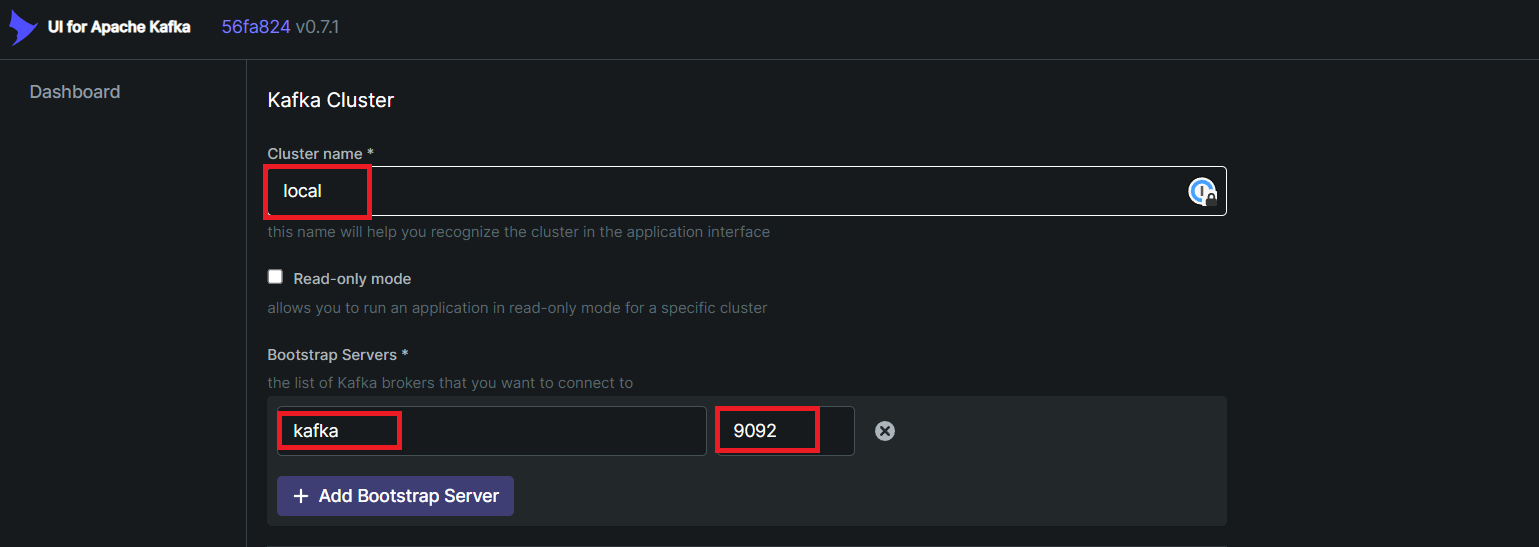 UI for Apache Kafka 56fa824 v0.7.1
Dashboard
Kafka Cluster
Cluster name *
local
this name will help you recognize the cluster in the application interface
Read-only mode
allows you to run an application in read-only mode for a specific cluster
Bootstrap Servers *
the list of Kafka brokers that you want to connect to
kafka 9092
+ Add Bootstrap Server